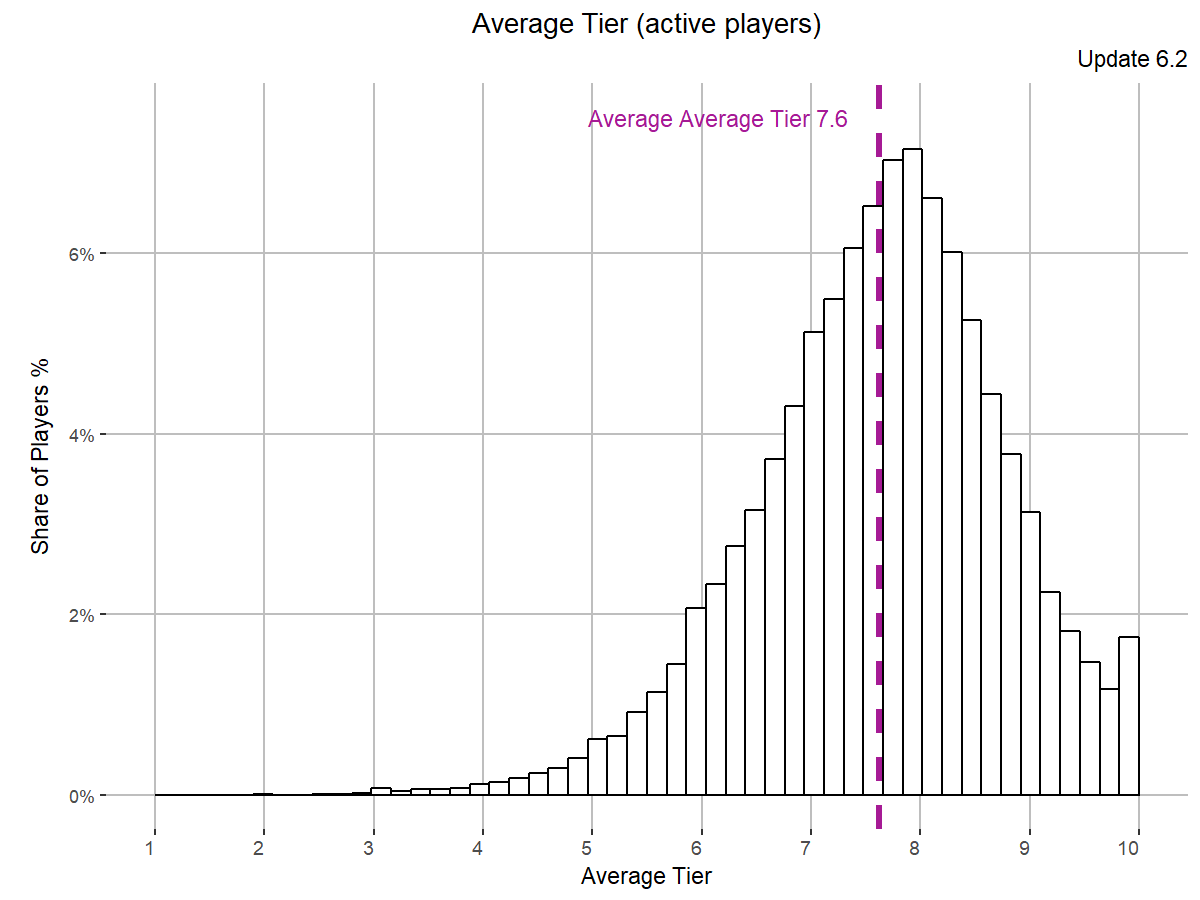 Average Tier (active players)
Update 6.2
Average Average Tier 7.6
Share of Players %
6%
4%
2%
0%
1 2 3 4 5 6 7 8 9 10
Average Tier